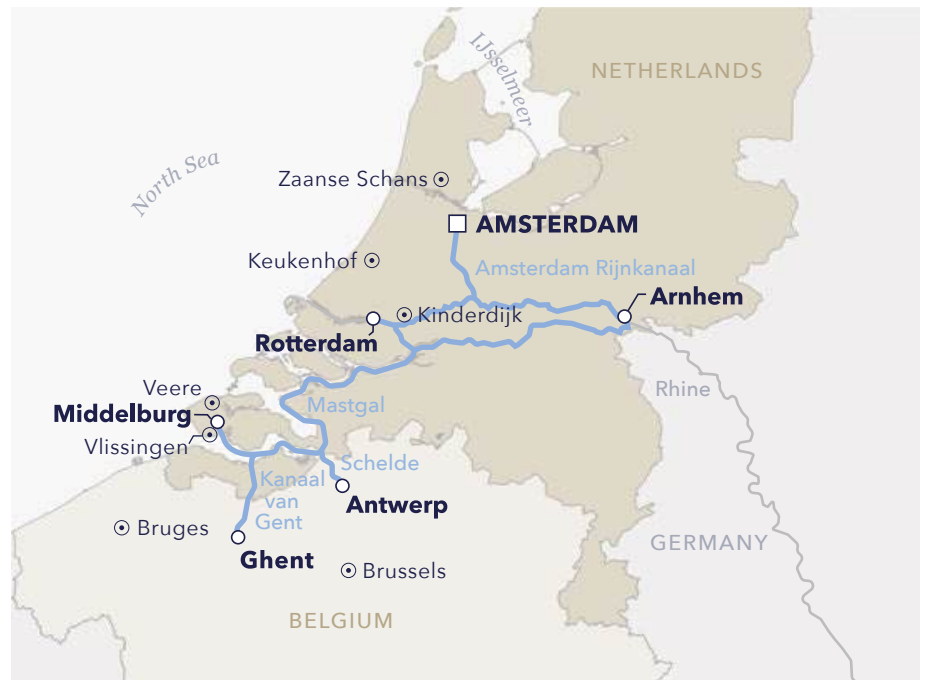 IJsselmeer
NETHERLANDS
North Sea
Zaanse Schans
AMSTERDAM
Keukenhof
Amsterdam Rijnkanaal
Arnhem
Kinderdijk
Rotterdam
Veere
Rhine
Mastgal
Middelburg
Vlissingen
Schelde
Kanaal
van
Gent
Antwerp
Bruges
GERMANY
Ghent
Brussels
BELGIUM